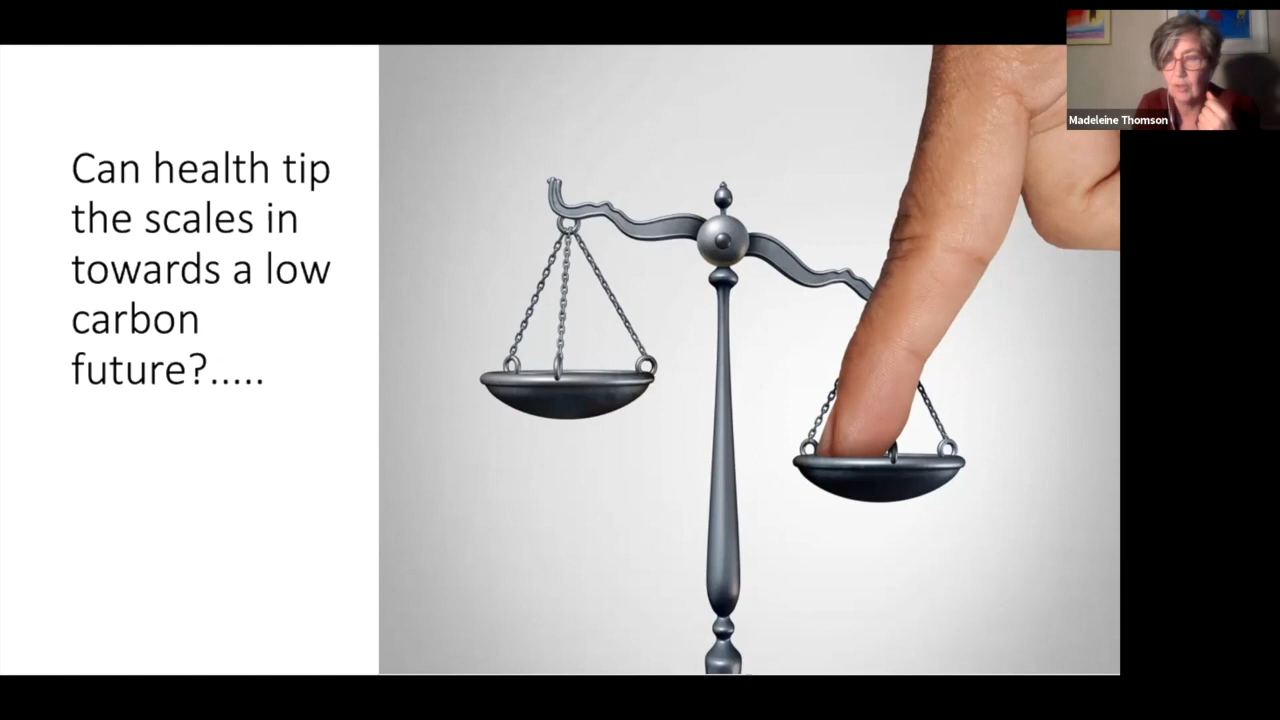 Can health tip
the scales in
towards a low
carbon
future?.....
Madeleine Thomson